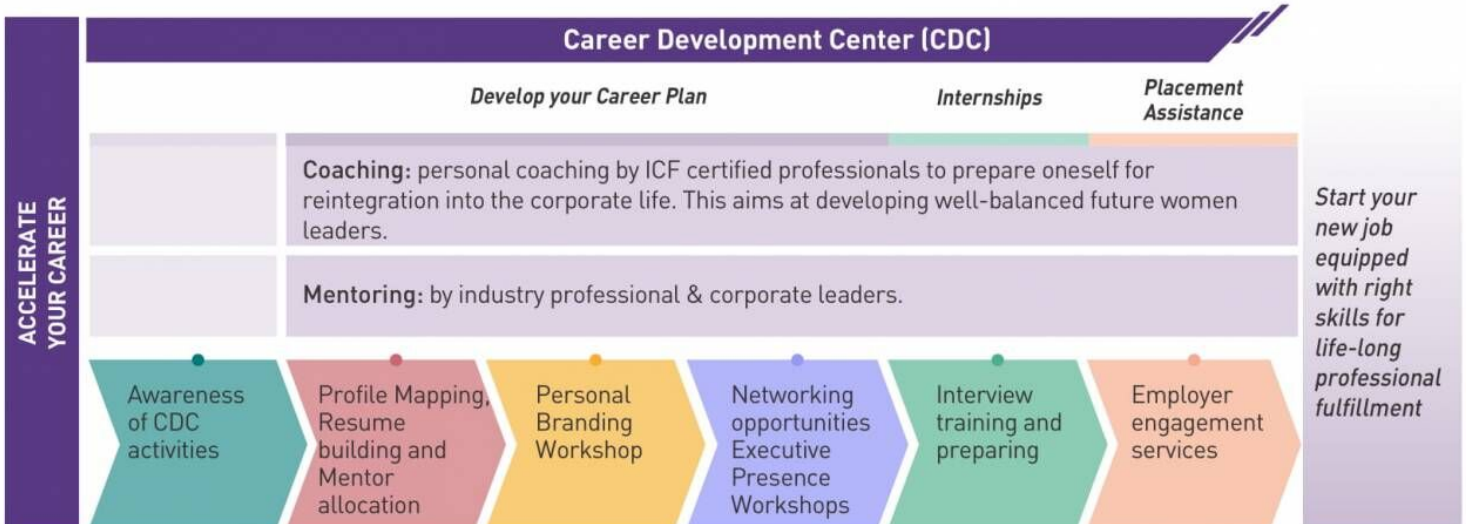 Career Development Center (CDC)
ACCELERATE
YOUR CAREER
Develop your Career Plan
Internships
Placement
Assistance
Coaching: personal coaching by ICF certified professionals to prepare oneself for
reintegration into the corporate life. This aims at developing well-balanced future women
leaders.
Mentoring: by industry professional & corporate leaders.
Awareness
of CDC
activities
Profile Mapping,
Resume
building and
Mentor
allocation
Personal
Branding
Workshop
Networking
opportunities
Executive
Presence
Workshops
Interview
training and
preparing
Employer
engagement
services
Start your
new job
equipped
with right
skills for
life-long
professional
fulfillment